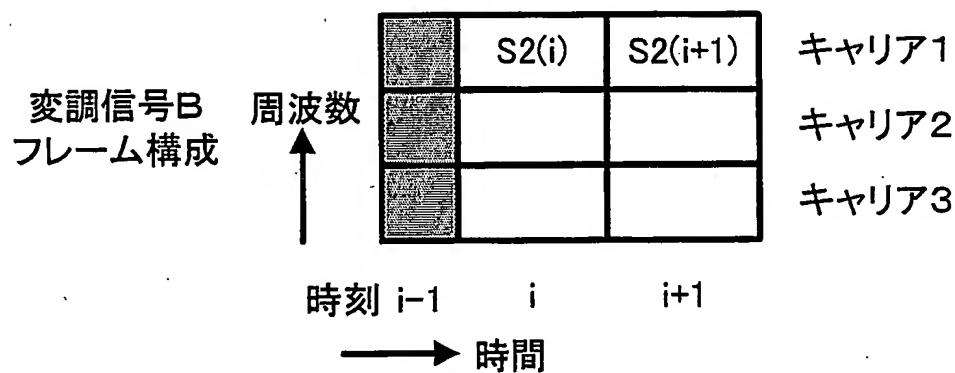 変調信号B
フレーム構成
周波数
S2(i) S2(i+1) キャリア1
キャリア2
キャリア3
時刻 i-1 i i+1
時間